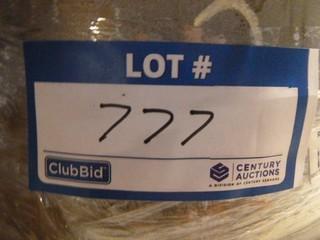 LOT #
777
ClubBid
CENTURY
AUCTIONS
A DIVISION OF CENTURY SERVICES